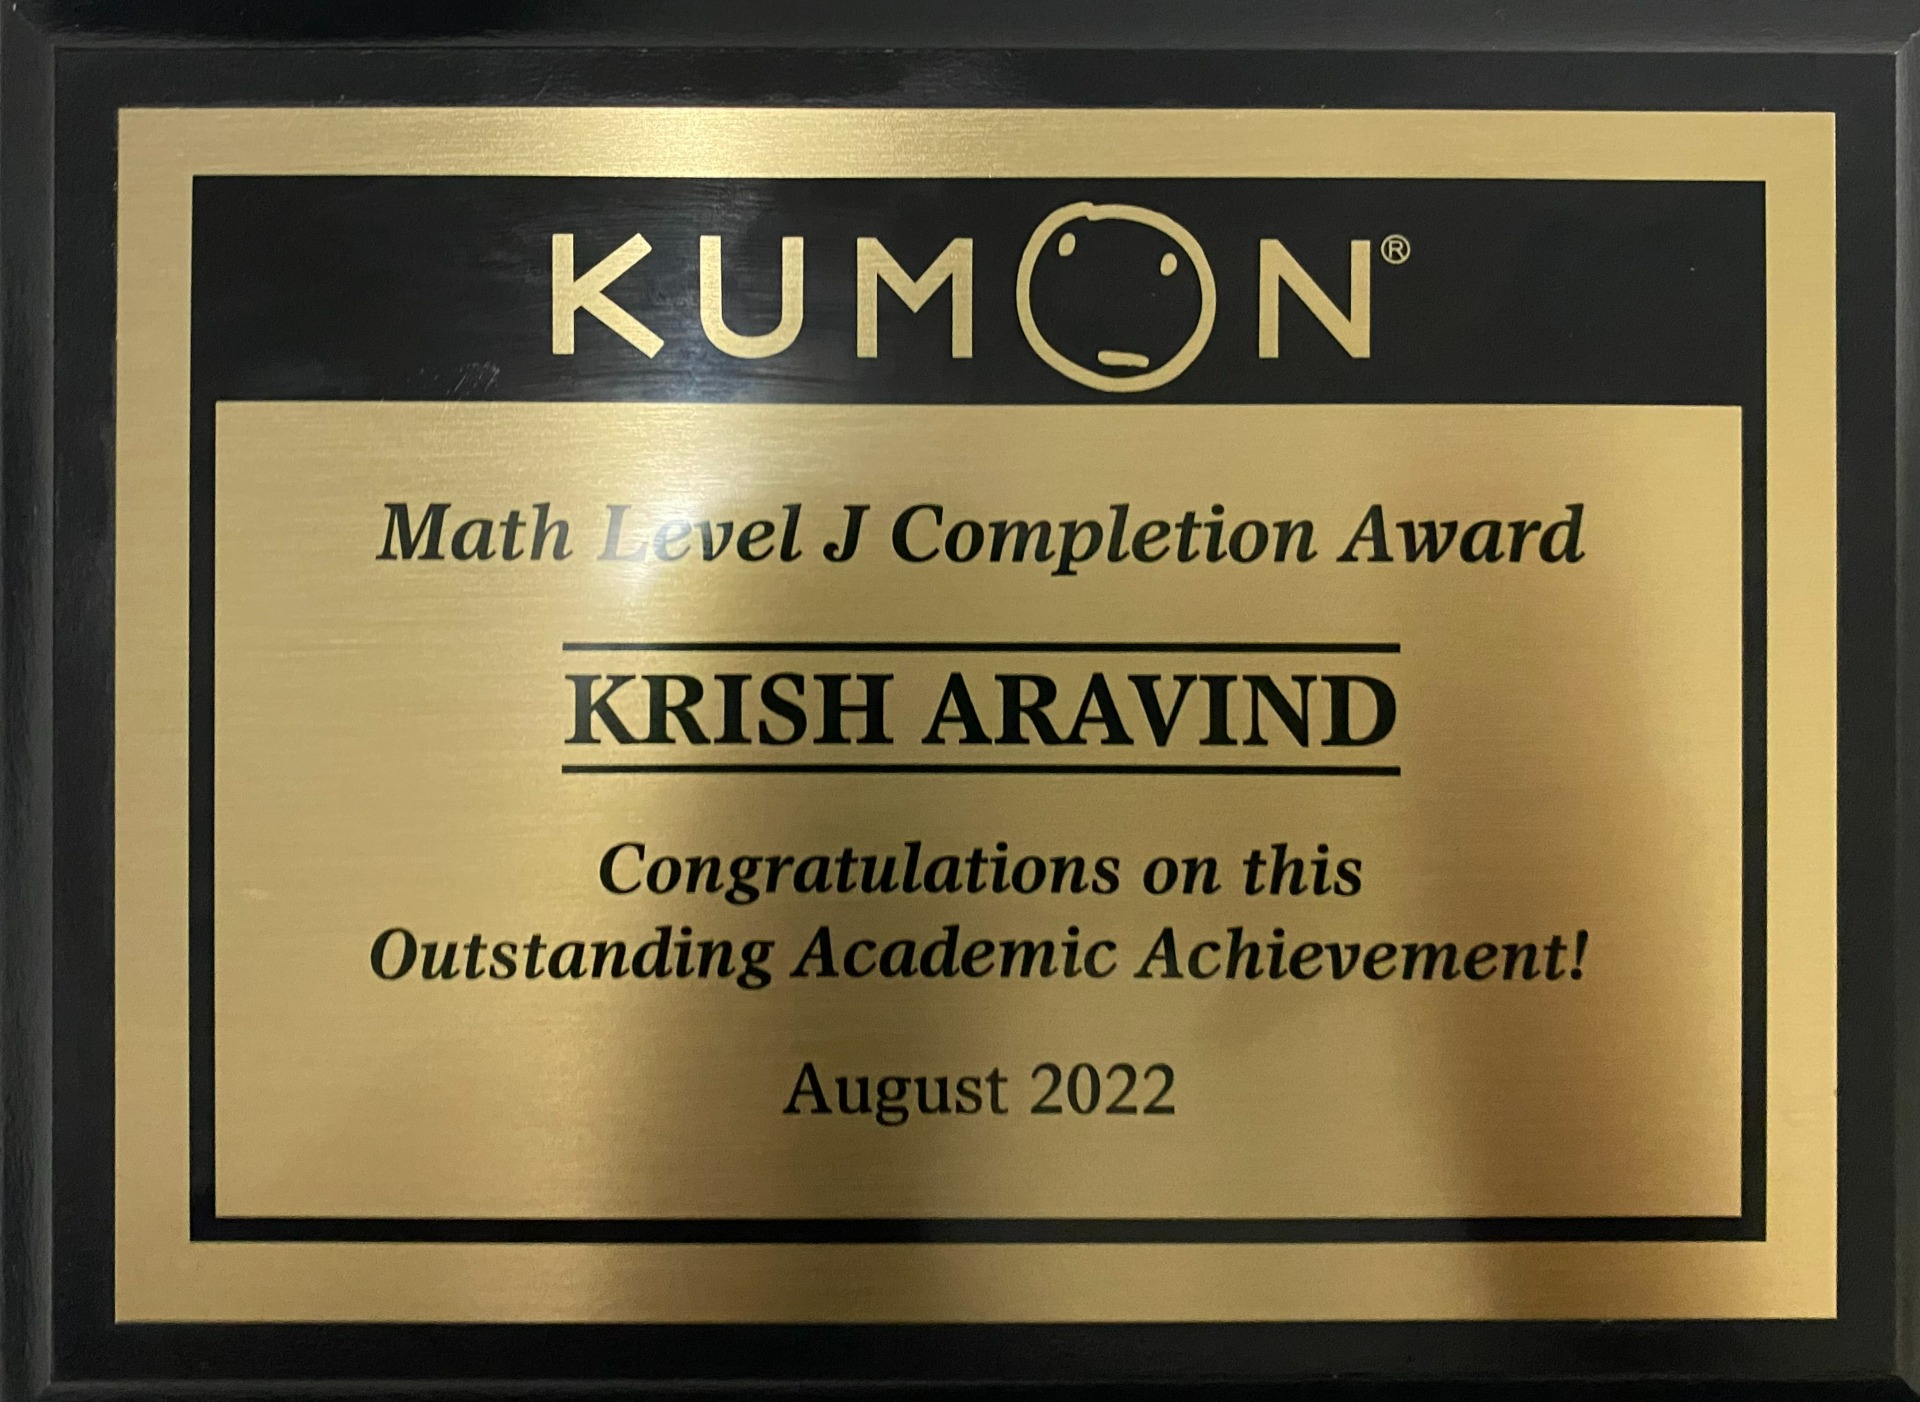 KUMON®
Math Level J Completion Award
KRISH ARAVIND
Congratulations on this
Outstanding Academic Achievement!
August 2022